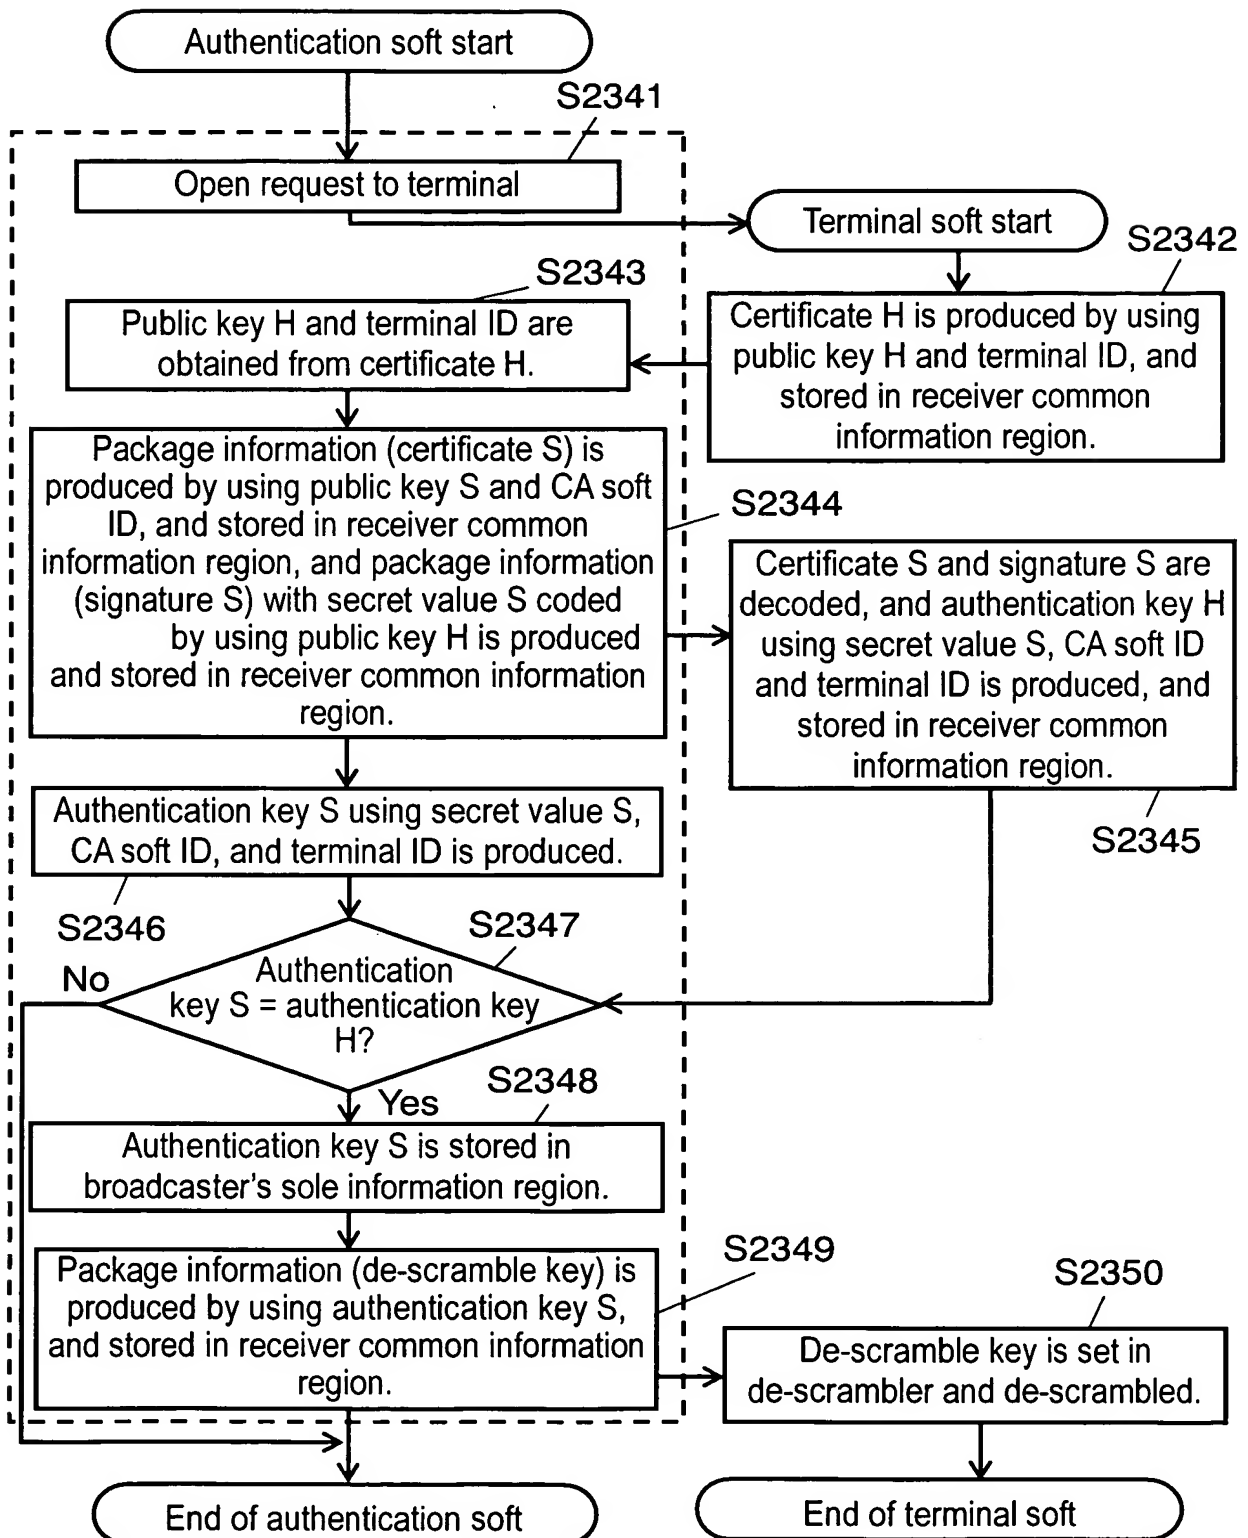 Authentication soft start
S2341
Open request to terminal
Terminal soft start
S2342
Certificate H is produced by using
public key H and terminal ID, and
stored in receiver common
information region.
S2343
Public key H and terminal ID are
obtained from certificate H.
Package information (certificate S) is
produced by using public key S and CA soft
ID, and stored in receiver common
information region, and package information
(signature S) with secret value S coded
by using public key H is produced
and stored in receiver common information
region.
S2344
Certificate S and signature S are
decoded, and authentication key H
using secret value S, CA soft ID
and terminal ID is produced, and
stored in receiver common
information region.
S2345
Authentication key S using secret value S,
CA soft ID, and terminal ID is produced.
S2346
S2347
No
Authentication
key S = authentication key
H?
Yes
S2348
Authentication key S is stored in
broadcaster's sole information region.
S2349
Package information (de-scramble key) is
produced by using authentication key S,
and stored in receiver common information
region.
S2350
De-scramble key is set in
de-scrambler and de-scrambled.
End of authentication soft
End of terminal soft